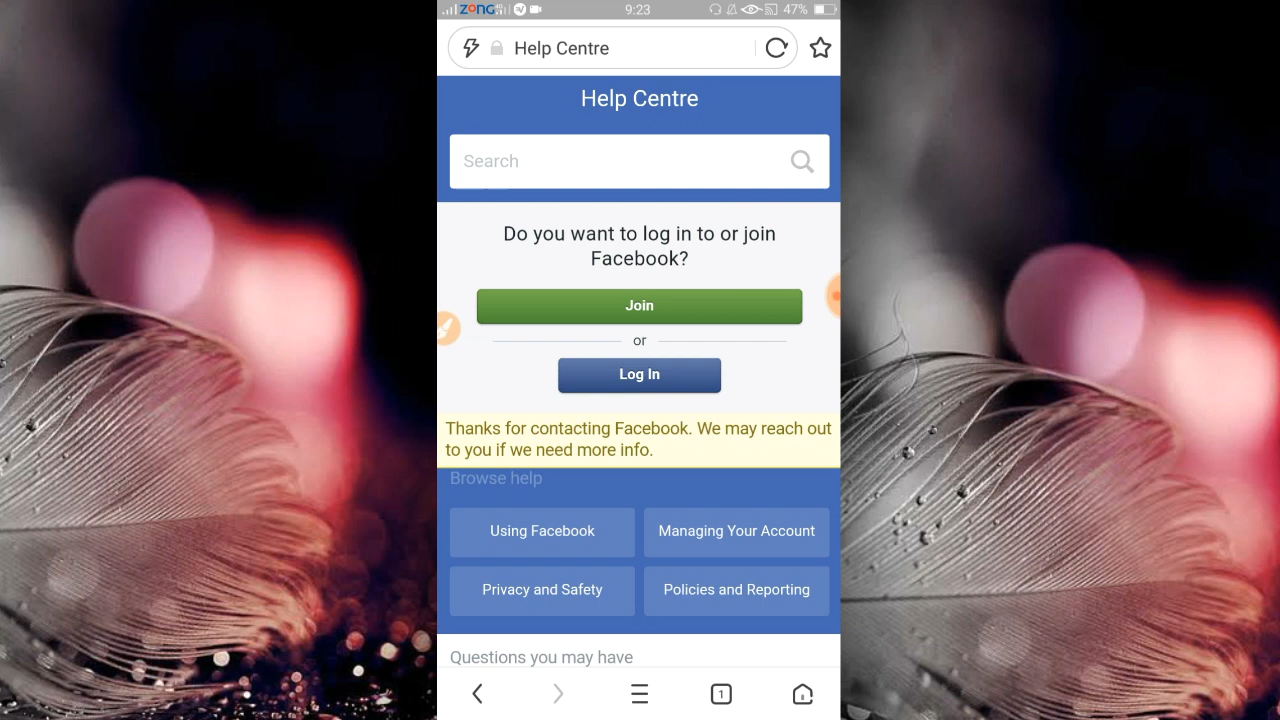 ZONG 9:23 47%
Help Centre
Help Centre
Search
Do you want to log in to or join
Facebook?
Join
or
Log In
Thanks for contacting Facebook. We may reach out
to you if we need more info.
Browse help
Using Facebook Managing Your Account
Privacy and Safety Policies and Reporting
Questions you may have
1